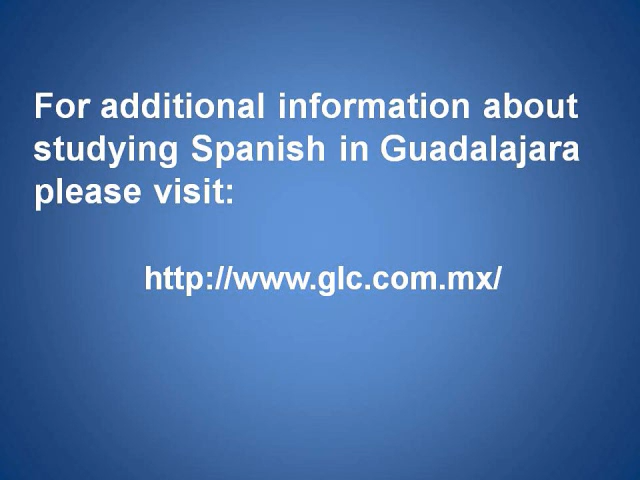 For additional information about
studying Spanish in Guadalajara
please visit:
http://www.glc.com.mx/